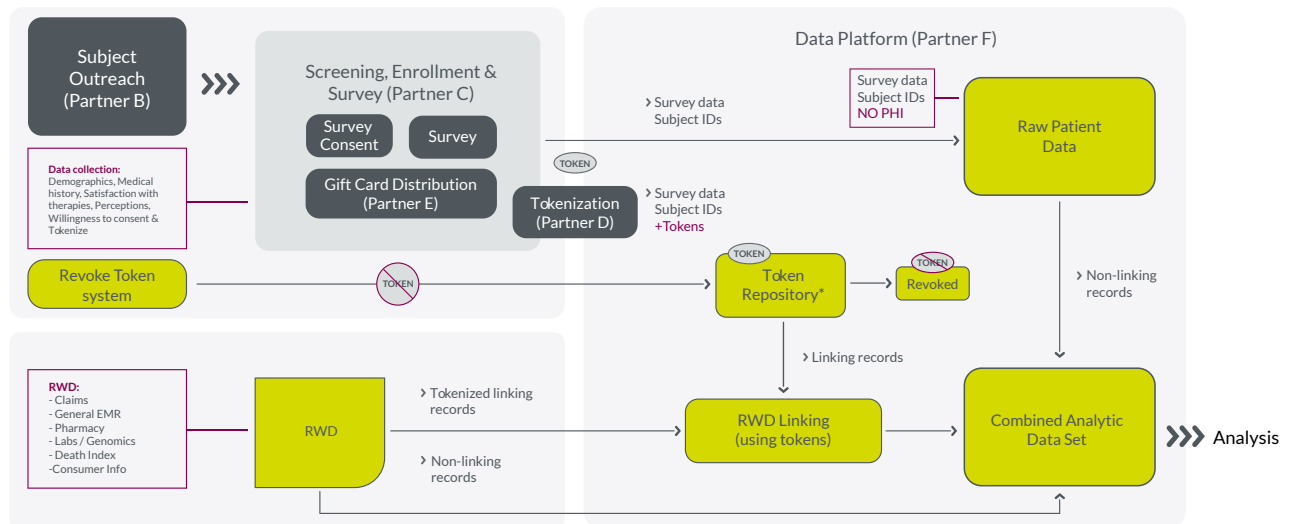 Subject
Outreach
(Partner B)
Screening, Enrollment &
Survey (Partner C)
Survey
Consent
Survey
Gift Card Distribution
(Partner E)
Data collection:
Demographics, Medical
history, Satisfaction with
therapies, Perceptions,
Willingness to consent &
Tokenize
TOKEN
Tokenization
(Partner D)
Revoke Token
system
TOKEN
Data Platform (Partner F)
> Survey data
Subject IDs
Survey data
Subject IDs
NO PHI
Raw Patient
Data
> Survey data
Subject IDs
+Tokens
TOKEN
Token
Repository*
TOKEN
Revoked
> Non-linking
records
> Linking records
RWD:
- Claims
- General EMR
- Pharmacy
- Labs / Genomics
- Death Index
-Consumer Info
RWD
> Tokenized linking
records
> Non-linking
records
RWD Linking
(using tokens)
Combined Analytic
Data Set
Analysis